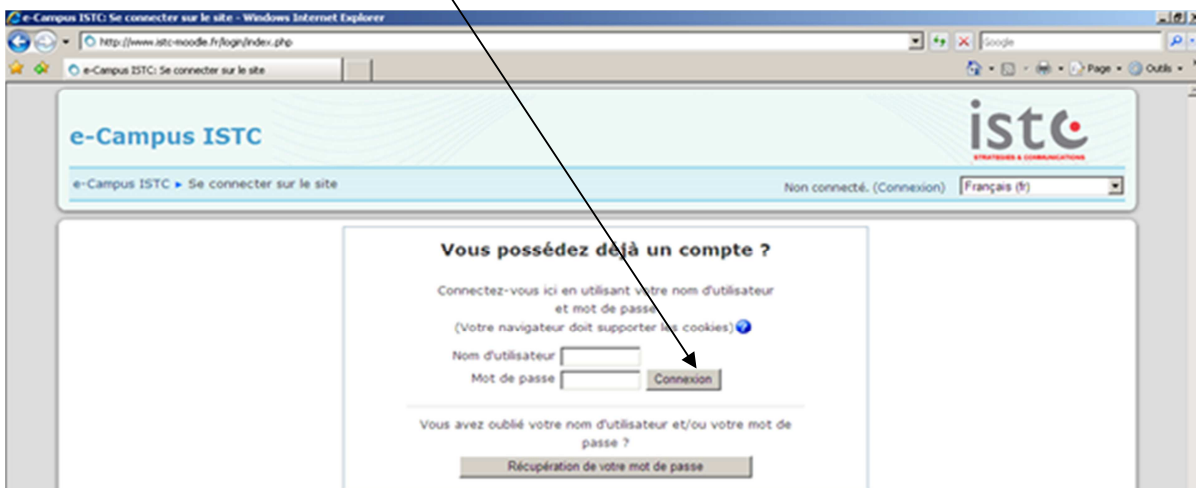 e-Campus ISTC: Se connecter sur le site - Windows Internet Explorer
http://www.istc-moodle.fr/login/index.php
Google
e-Campus ISTC: Se connecter sur le site
Page
Outils
e-Campus ISTC
istc
STRATEGIES & COMMUNICATIONS
e-Campus ISTC ► Se connecter sur le site
Non connecté. (Connexion)
Français (fr)
Vous possédez déjà un compte ?
Connectez-vous ici en utilisant votre nom d'utilisateur
et mot de passe
(Votre navigateur doit supporter les cookies)
Nom d'utilisateur
Mot de passe
Connexion
Vous avez oublié votre nom d'utilisateur et/ou votre mot de
passe ?
Récupération de votre mot de passe